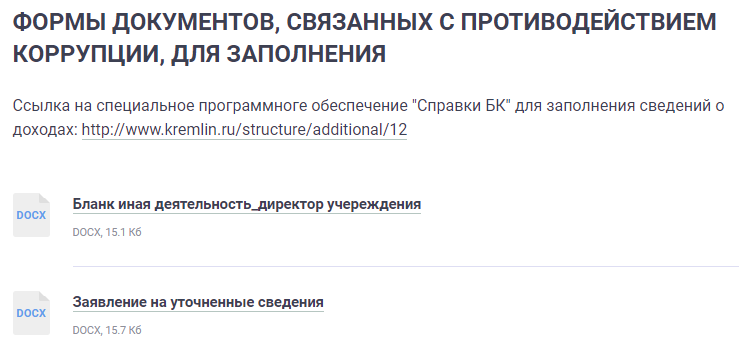 ФОРМЫ ДОКУМЕНТОВ, СВЯЗАННЫХ С ПРОТИВОДЕЙСТВИЕМ
КОРРУПЦИИ, ДЛЯ ЗАПОЛНЕНИЯ
Ссылка на специальное программноге обеспечение "Справки БК" для заполнения сведений о
доходах: http://www.kremlin.ru/structure/additional/12
DOCX
Бланк иная деятельность_директор учереждения
DOCX, 15.1 Кб
DOCX
Заявление на уточненные сведения
DOCX, 15.7 Кб